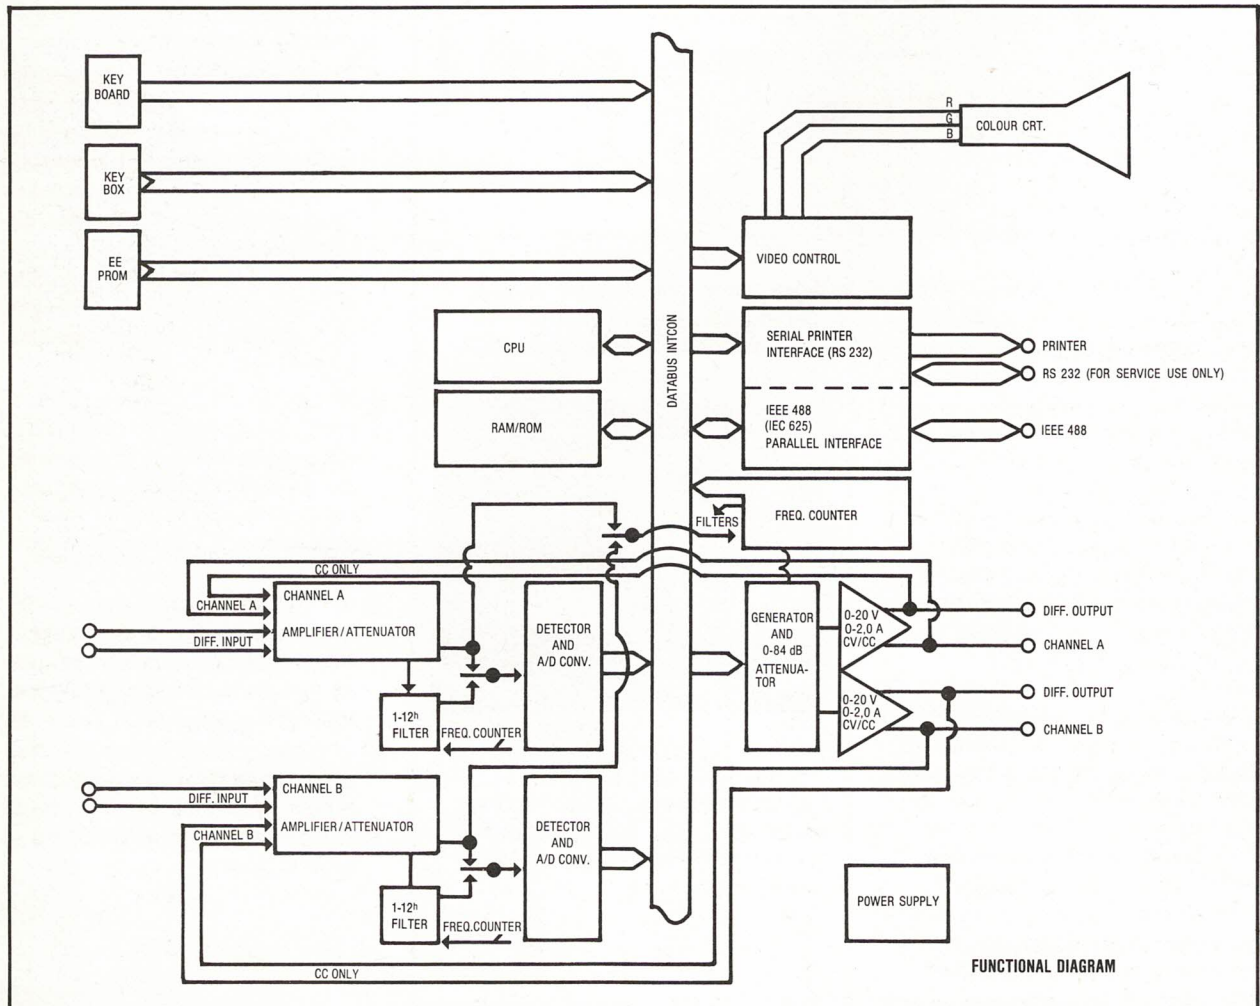 KEY
BOARD
KEY
BOX
EE
PROM
R
G
B
COLOUR CRT.
VIDEO CONTROL
DATABUS INTCON
CPU
RAM/ROM
SERIAL PRINTER
INTERFACE (RS 232)
IEEE 488
(IEC 625)
PARALLEL INTERFACE
PRINTER
RS 232 (FOR SERVICE USE ONLY)
IEEE 488
FILTERS
FREQ. COUNTER
CC ONLY
CHANNEL A
DIFF. INPUT
CHANNEL A
AMPLIFIER/ATTENUATOR
1-12ʰ
FILTER
FREQ.COUNTER
DETECTOR
AND
A/D CONV.
GENERATOR
AND
0-84 dB
ATTENUA-
TOR
0-20 V
0-2,0 A
CV/CC
0-20 V
0-2,0 A
CV/CC
DIFF. OUTPUT
CHANNEL A
DIFF. OUTPUT
CHANNEL B
DIFF. INPUT
CHANNEL B
CHANNEL B
AMPLIFIER/ATTENUATOR
1-12ʰ
FILTER
FREQ.COUNTER
DETECTOR
AND
A/D CONV.
CC ONLY
POWER SUPPLY
FUNCTIONAL DIAGRAM